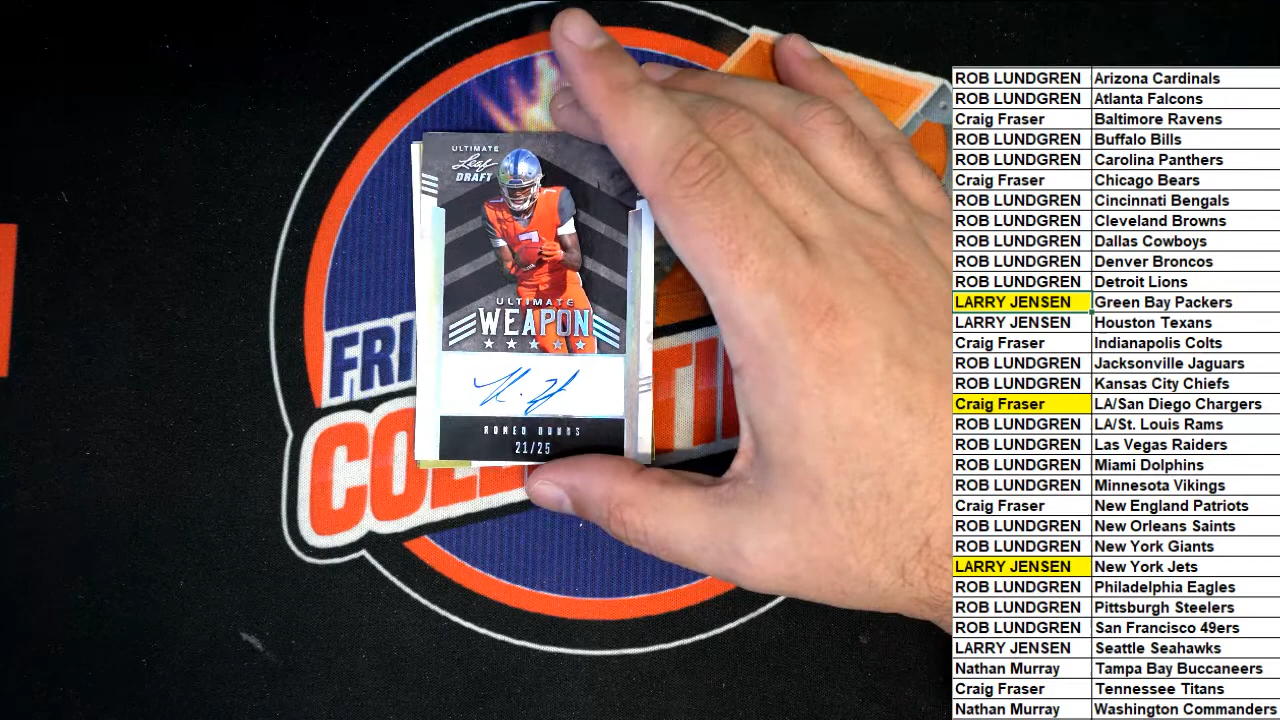 ULTIMATE
Leaf
DRAFT
ULTIMATE
WEAPON
ROMEO DOUBS
21/25
FRI
COLL
ROB LUNDGREN Arizona Cardinals
ROB LUNDGREN Atlanta Falcons
Craig Fraser Baltimore Ravens
ROB LUNDGREN Buffalo Bills
ROB LUNDGREN Carolina Panthers
Craig Fraser Chicago Bears
ROB LUNDGREN Cincinnati Bengals
ROB LUNDGREN Cleveland Browns
ROB LUNDGREN Dallas Cowboys
ROB LUNDGREN Denver Broncos
ROB LUNDGREN Detroit Lions
LARRY JENSEN Green Bay Packers
LARRY JENSEN Houston Texans
Craig Fraser Indianapolis Colts
ROB LUNDGREN Jacksonville Jaguars
ROB LUNDGREN Kansas City Chiefs
Craig Fraser LA/San Diego Chargers
ROB LUNDGREN LA/St. Louis Rams
ROB LUNDGREN Las Vegas Raiders
ROB LUNDGREN Miami Dolphins
ROB LUNDGREN Minnesota Vikings
Craig Fraser New England Patriots
ROB LUNDGREN New Orleans Saints
ROB LUNDGREN New York Giants
LARRY JENSEN New York Jets
ROB LUNDGREN Philadelphia Eagles
ROB LUNDGREN Pittsburgh Steelers
ROB LUNDGREN San Francisco 49ers
LARRY JENSEN Seattle Seahawks
Nathan Murray Tampa Bay Buccaneers
Craig Fraser Tennessee Titans
Nathan Murray Washington Commanders